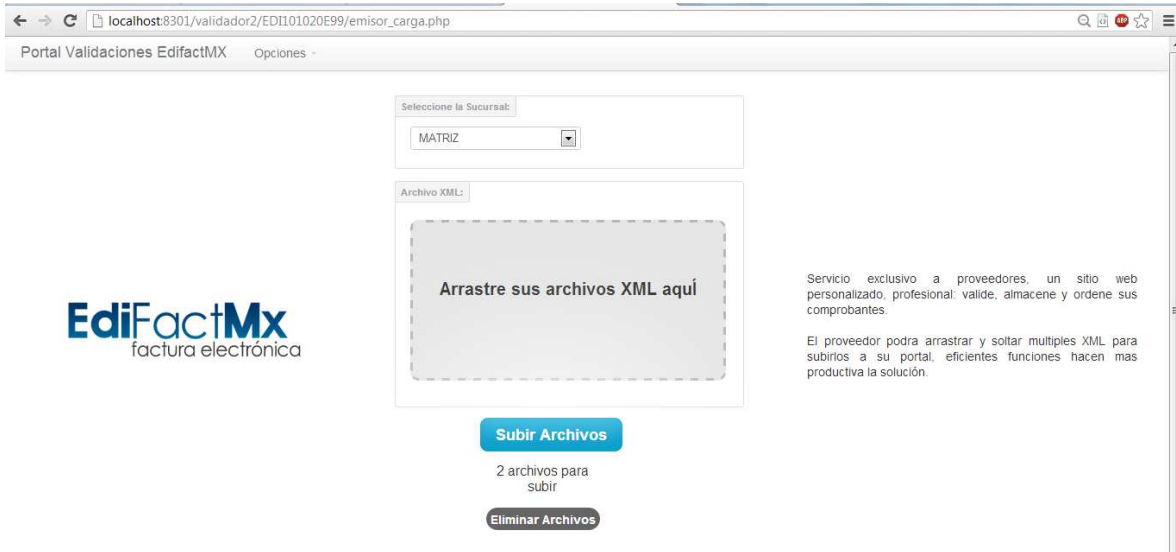 localhost:8301/validador2/EDI101020E99/emisor_carga.php
Portal Validaciones EdifactMX
Opciones
Seleccione la Sucursal:
MATRIZ
Archivo XML:
Arrastre sus archivos XML aquÍ
EdiFactMx
factura electrónica
Servicio exclusivo a proveedores, un sitio web
personalizado, profesional: valide, almacene y ordene sus
comprobantes.
El proveedor podra arrastrar y soltar multiples XML para
subirlos a su portal, eficientes funciones hacen mas
productiva la solución.
Subir Archivos
2 archivos para
subir
Eliminar Archivos